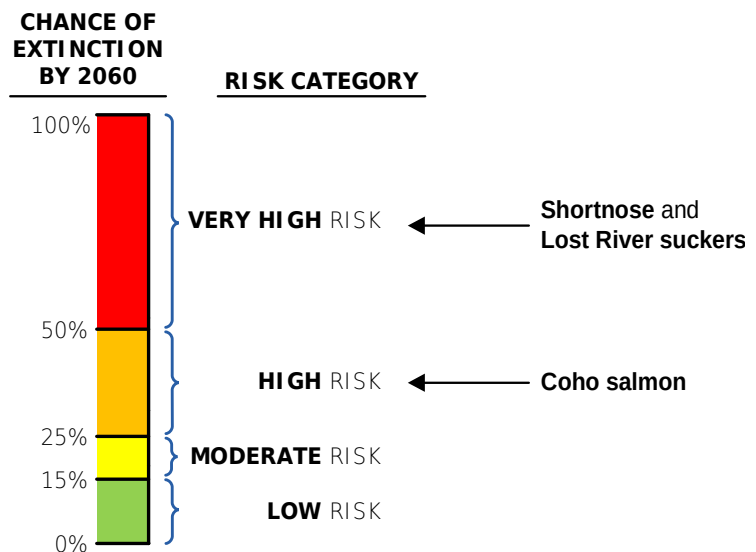 CHANCE OF
EXTINCTION
BY 2060
RISK CATEGORY
100%
VERY HIGH RISK
Shortnose and
Lost River suckers
50%
HIGH RISK
Coho salmon
25%
MODERATE RISK
15%
LOW RISK
0%